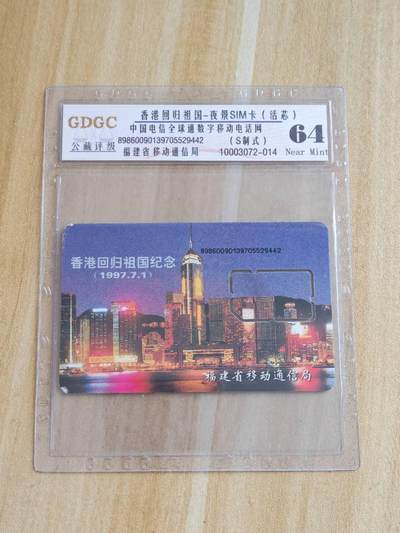 GDGC
公藏评级
香港回归祖国-夜景SIM卡(活芯)
中国电信全球通数字移动电话网
89860090139705529442 (S制式)
福建省移动通信局 10003072-014
64
Near Mint
89860090139705529442
香港回归祖国纪念
(1997.7.1)
福建省移动通信局